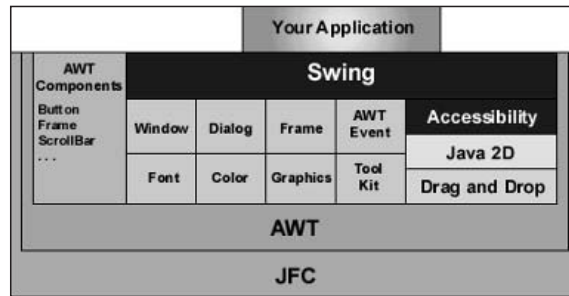 Your Application
AWT
Components
Button
Frame
ScrollBar
...
Swing
Window
Dialog
Frame
AWT
Event
Accessibility
Java 2D
Font
Color
Graphics
Tool
Kit
Drag and Drop
AWT
JFC